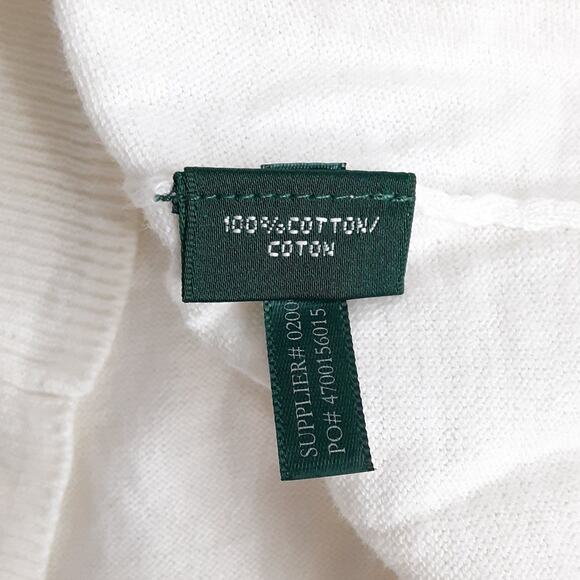 100%COTTON/
COTON
SUPPLIER# 0200
PO# 4700156015